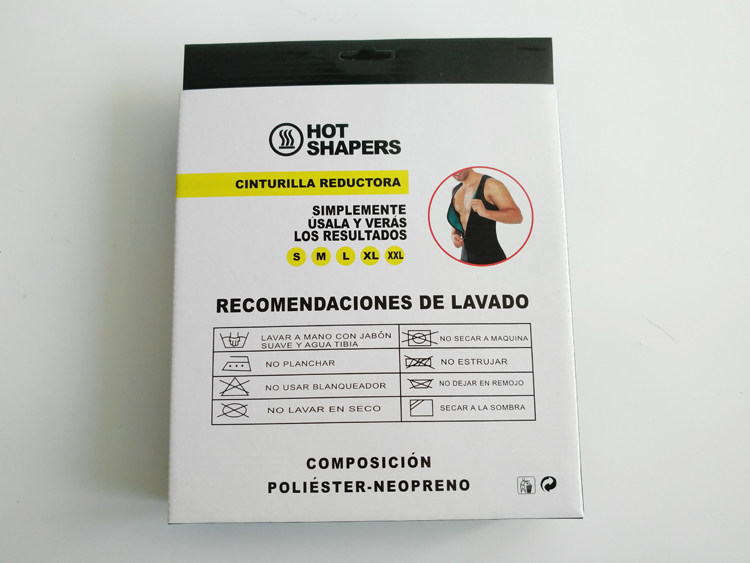 HOT
SHAPERS
CINTURILLA REDUCTORA
SIMPLEMENTE
ÚSALA Y VERÁS
LOS RESULTADOS
S M L XL XXL
RECOMENDACIONES DE LAVADO
LAVAR A MANO CON JABÓN
SUAVE Y AGUA TIBIA
NO SECAR A MAQUINA
NO PLANCHAR
NO ESTRUJAR
NO USAR BLANQUEADOR
NO DEJAR EN REMOJO
NO LAVAR EN SECO
SECAR A LA SOMBRA
COMPOSICIÓN
POLIÉSTER-NEOPRENO